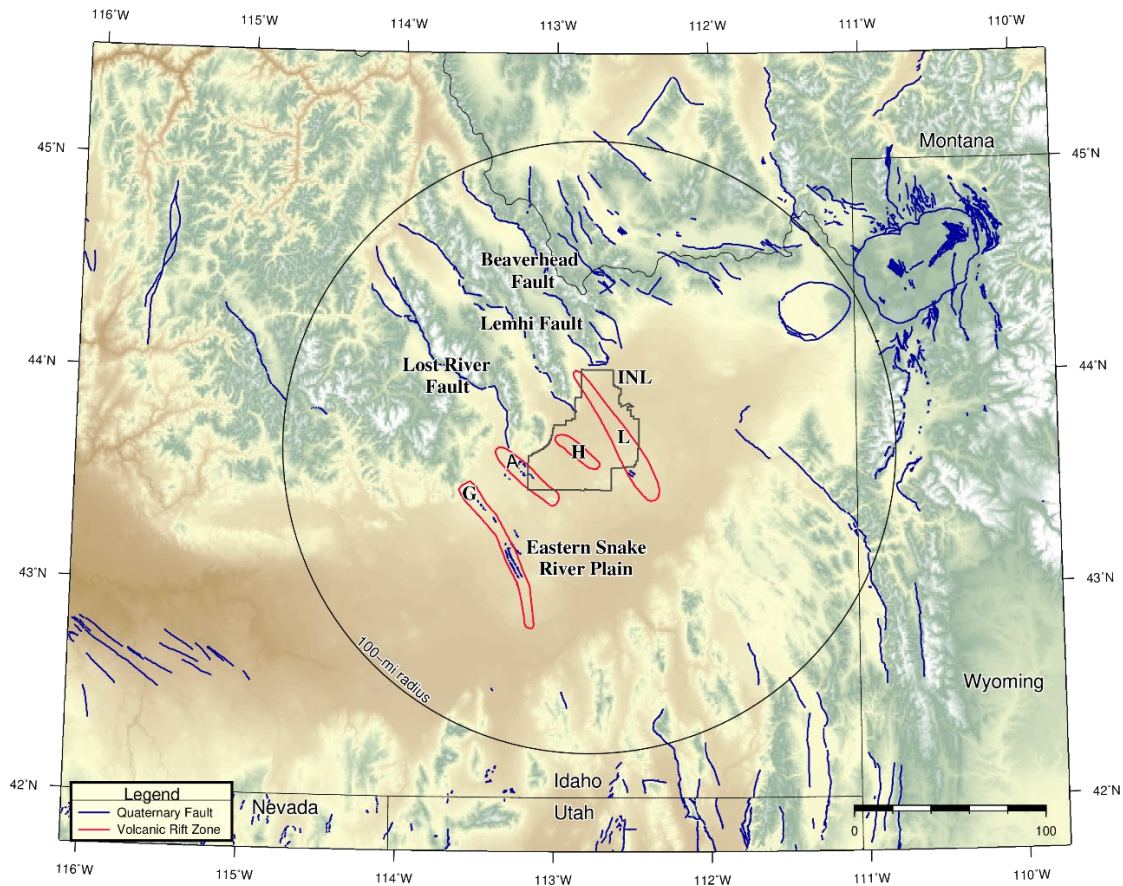 116˚W
115˚W
114˚W
113˚W
112˚W
111˚W
110˚W
45˚N
Montana
45˚N
Beaverhead
Fault
Lemhi Fault
44˚N
Lost River
Fault
44˚N
INL
L
H
A
G
Eastern Snake
River Plain
43˚N
43˚N
100–mi radius
Wyoming
42˚N
Idaho
42˚N
Legend
Quaternary Fault
Volcanic Rift Zone
Nevada
Utah
0
100
116˚W
115˚W
114˚W
113˚W
112˚W
111˚W
110˚W